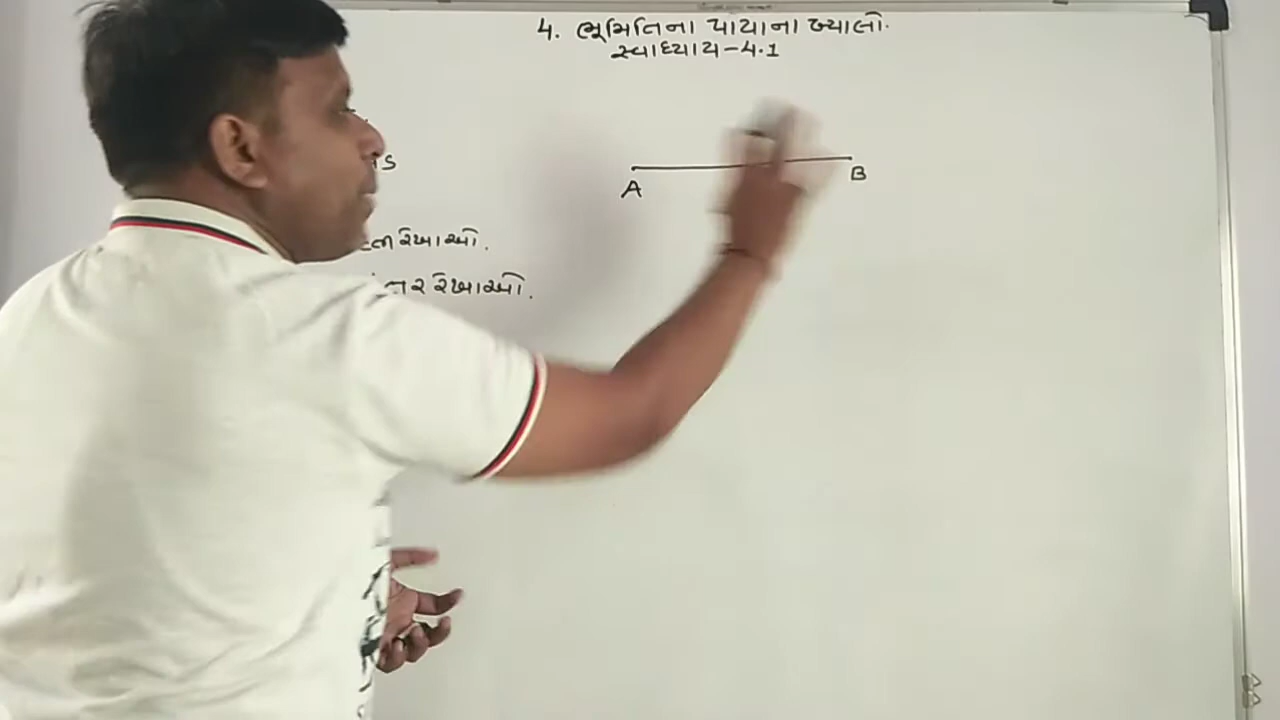 4. ભૂમિતિના પાયાના ખ્યાલો.
સ્વાધ્યાય-4.1
A B
રેખાઓ.
રેખાઓ.